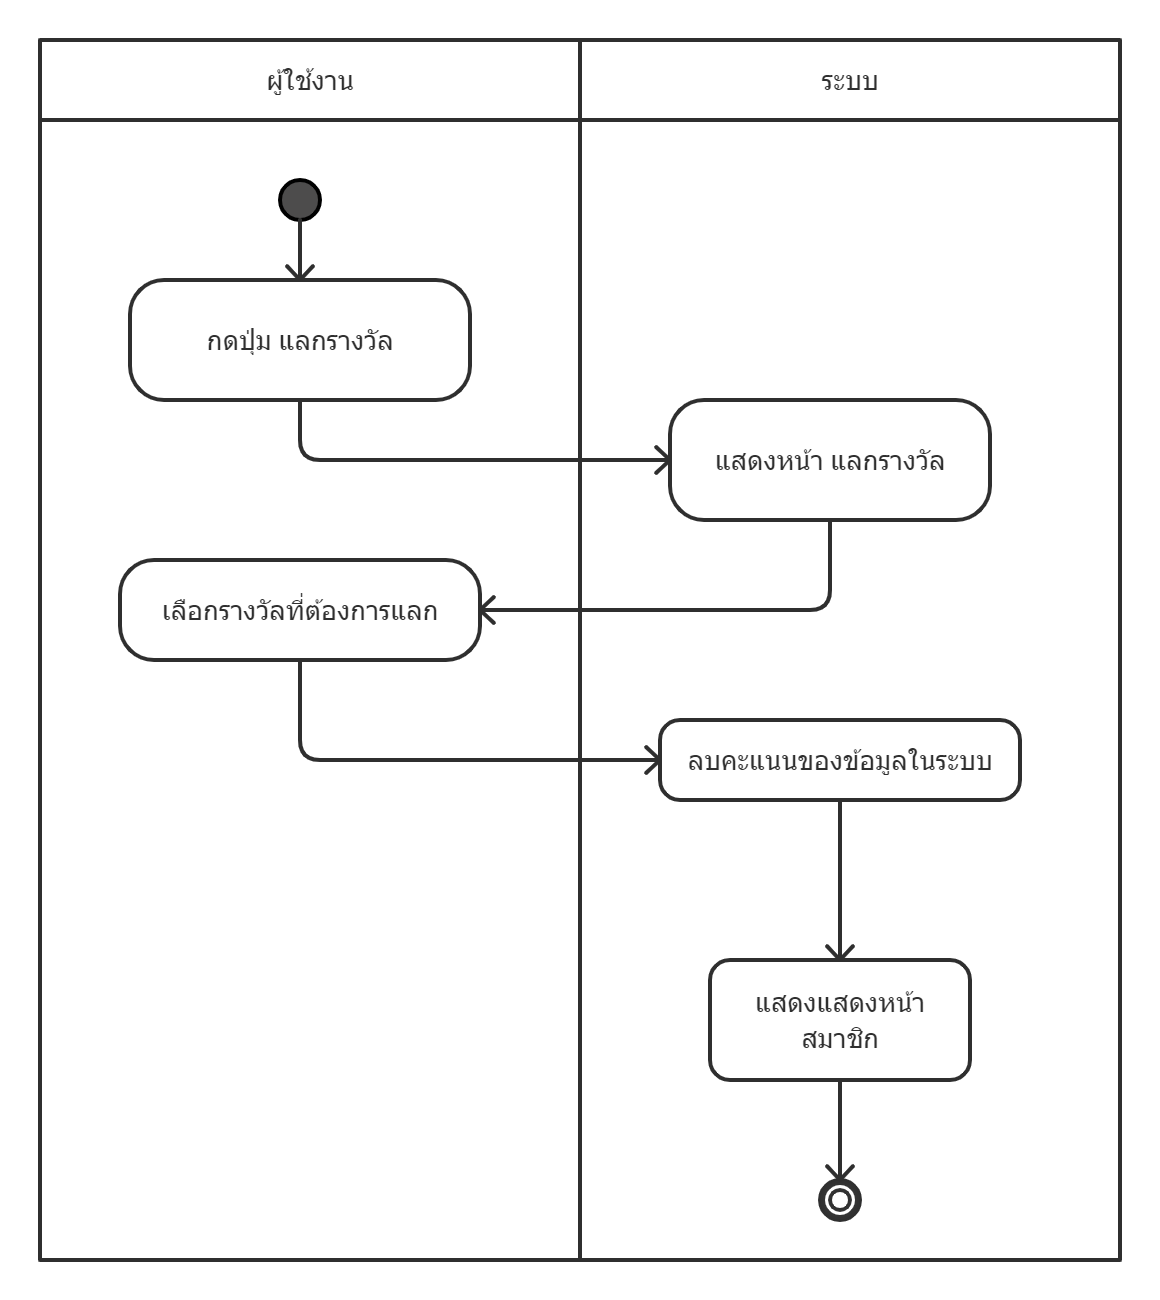 ผู้ใช้งาน
ระบบ
กดปุ่ม แลกรางวัล
แสดงหน้า แลกรางวัล
เลือกรางวัลที่ต้องการแลก
ลบคะแนนของข้อมูลในระบบ
แสดงแสดงหน้า
สมาชิก